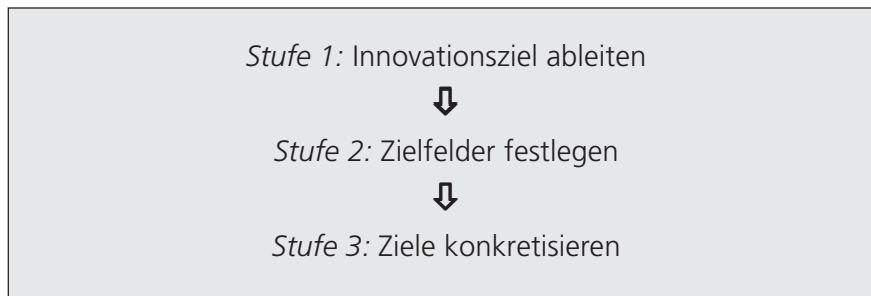 Stufe 1: Innovationsziel ableiten
Stufe 2: Zielfelder festlegen
Stufe 3: Ziele konkretisieren